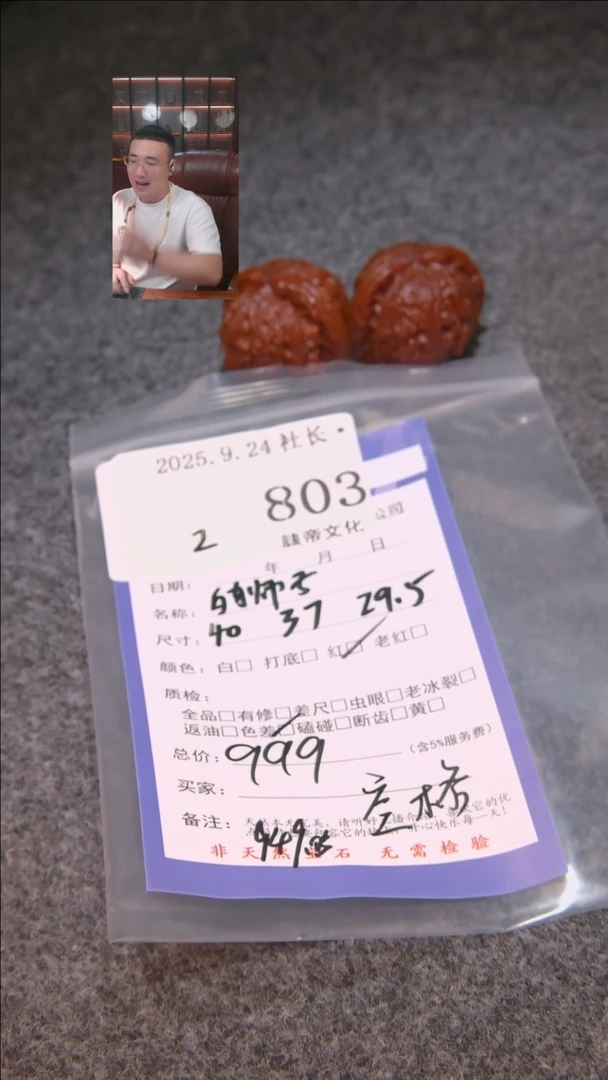 2025.9.24 社长·
803
2
公司
帝文化
年 月 日
日期:
名称: 狮子
尺寸: 40 37 29.5
颜色: 白□ 打底□ 红□ 老红□
质检:
全品□有修□差尺□虫眼□老冰裂□
返油□色差□磕碰□断齿□黄□
总价: 999 (含5%服务费)
买家:
备注:
非天然宝石 无需检验